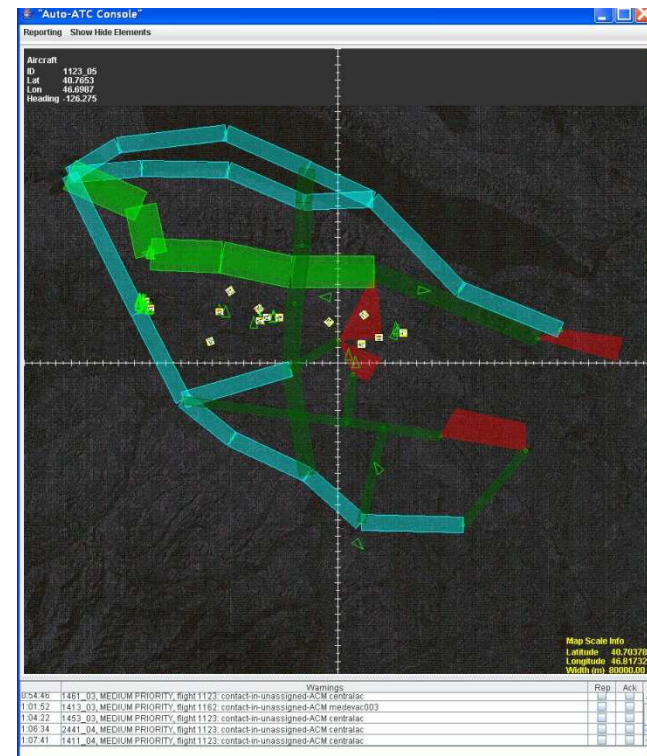 "Auto-ATC Console"
Reporting Show Hide Elements
Aircraft
ID 1123_05
Lat 40.7653
Lon 46.6987
Heading -126.275
Map Scale Info
Latitude 40.70378
Longitude 46.81732
Width (m) 80000.00
Warnings Rep Ack
0:54:46 1461_03, MEDIUM PRIORITY, flight 1123: contact-in-unassigned-ACM centralac
1:01:52 1413_03, MEDIUM PRIORITY, flight 1162: contact-in-unassigned-ACM medevac003
1:04:22 1453_03, MEDIUM PRIORITY, flight 1123: contact-in-unassigned-ACM centralac
1:06:34 2441_04, MEDIUM PRIORITY, flight 1123: contact-in-unassigned-ACM centralac
1:07:41 1411_04, MEDIUM PRIORITY, flight 1123: contact-in-unassigned-ACM centralac